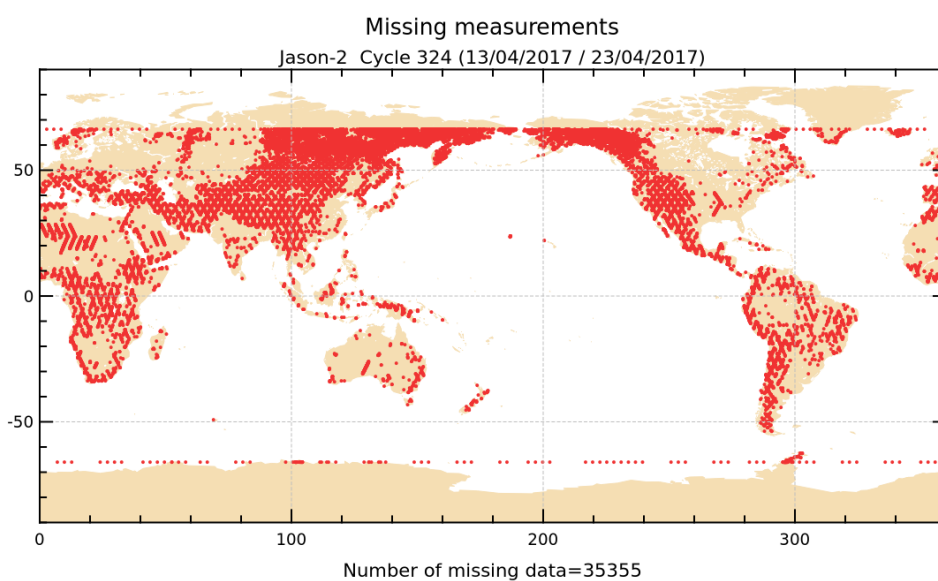 Missing measurements
Jason-2 Cycle 324 (13/04/2017 / 23/04/2017)
50
0
-50
0 100 200 300
Number of missing data=35355